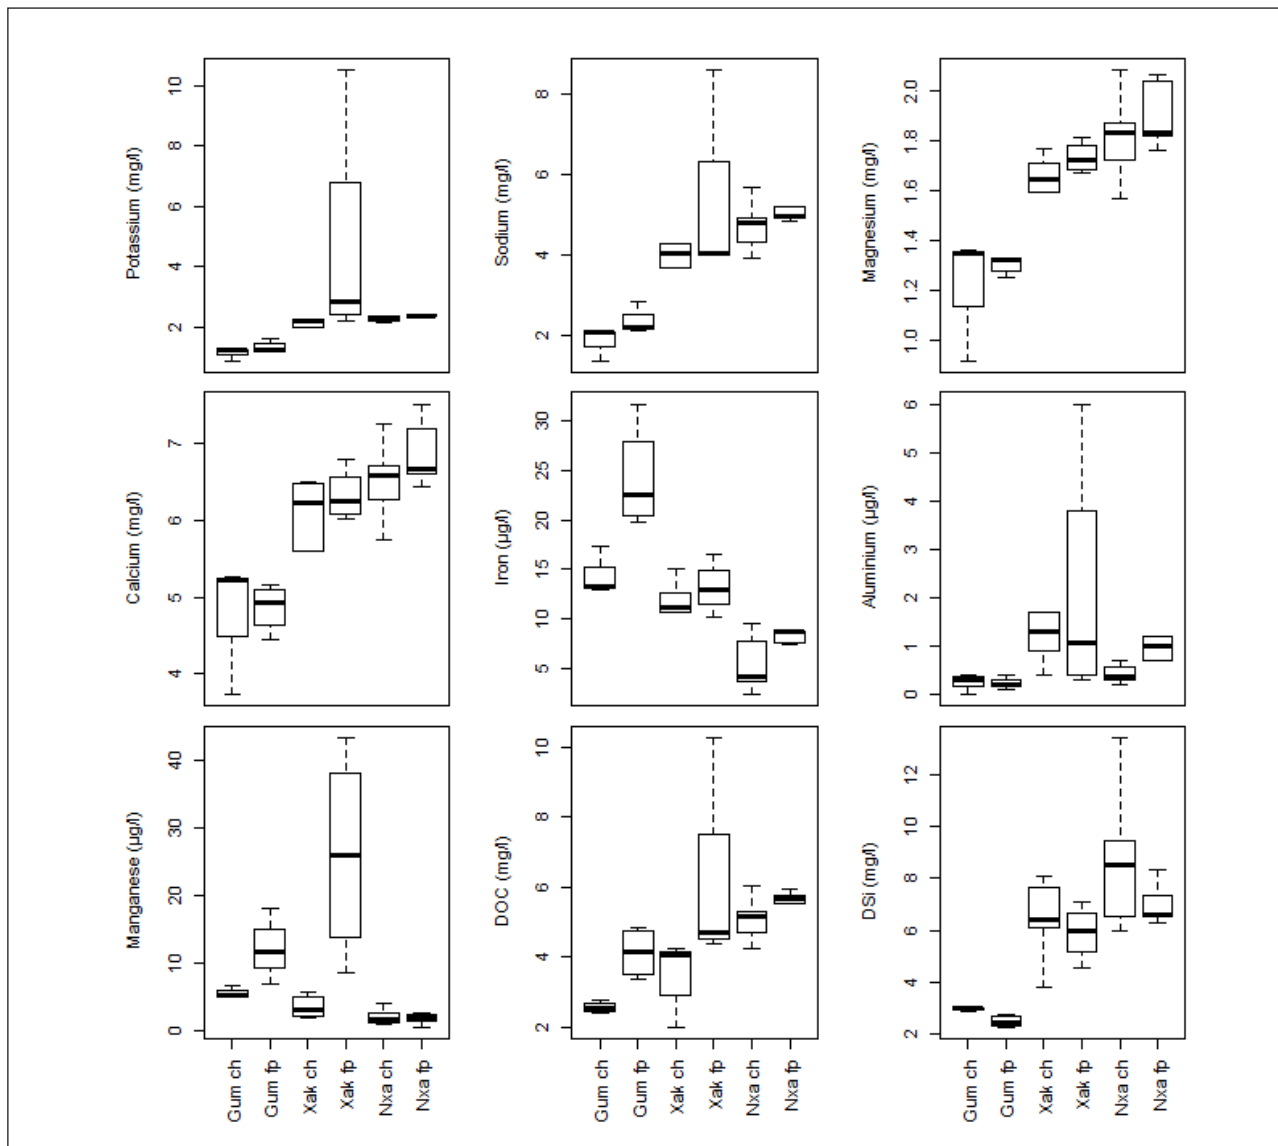 Potassium (mg/l)
10
8
6
4
2
Sodium (mg/l)
8
6
4
2
Magnesium (mg/l)
2.0
1.8
1.6
1.4
1.2
1.0
Calcium (mg/l)
7
6
5
4
Iron (µg/l)
30
25
20
15
10
5
Aluminium (µg/l)
6
5
4
3
2
1
0
Manganese (µg/l)
40
30
20
10
0
DOC (mg/l)
10
8
6
4
2
DSi (mg/l)
12
10
8
6
4
2
Gum ch
Gum fp
Xak ch
Xak fp
Nxa ch
Nxa fp
Gum ch
Gum fp
Xak ch
Xak fp
Nxa ch
Nxa fp
Gum ch
Gum fp
Xak ch
Xak fp
Nxa ch
Nxa fp